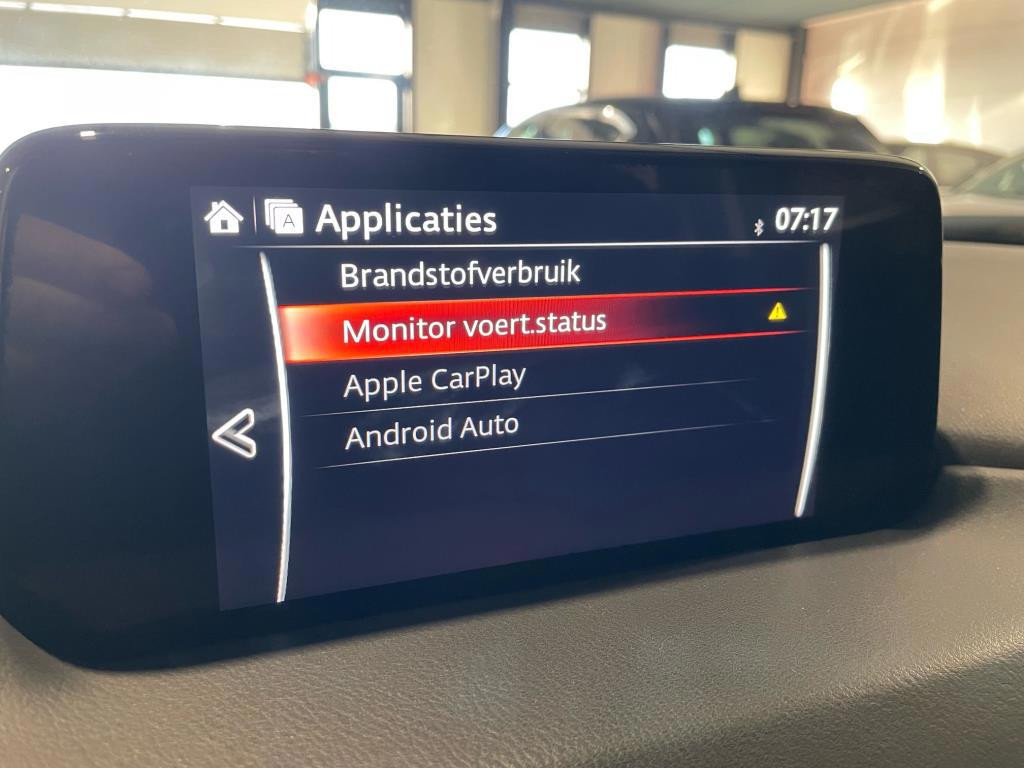 A Applicaties 07:17
Brandstofverbruik
Monitor voert.status
Apple CarPlay
Android Auto